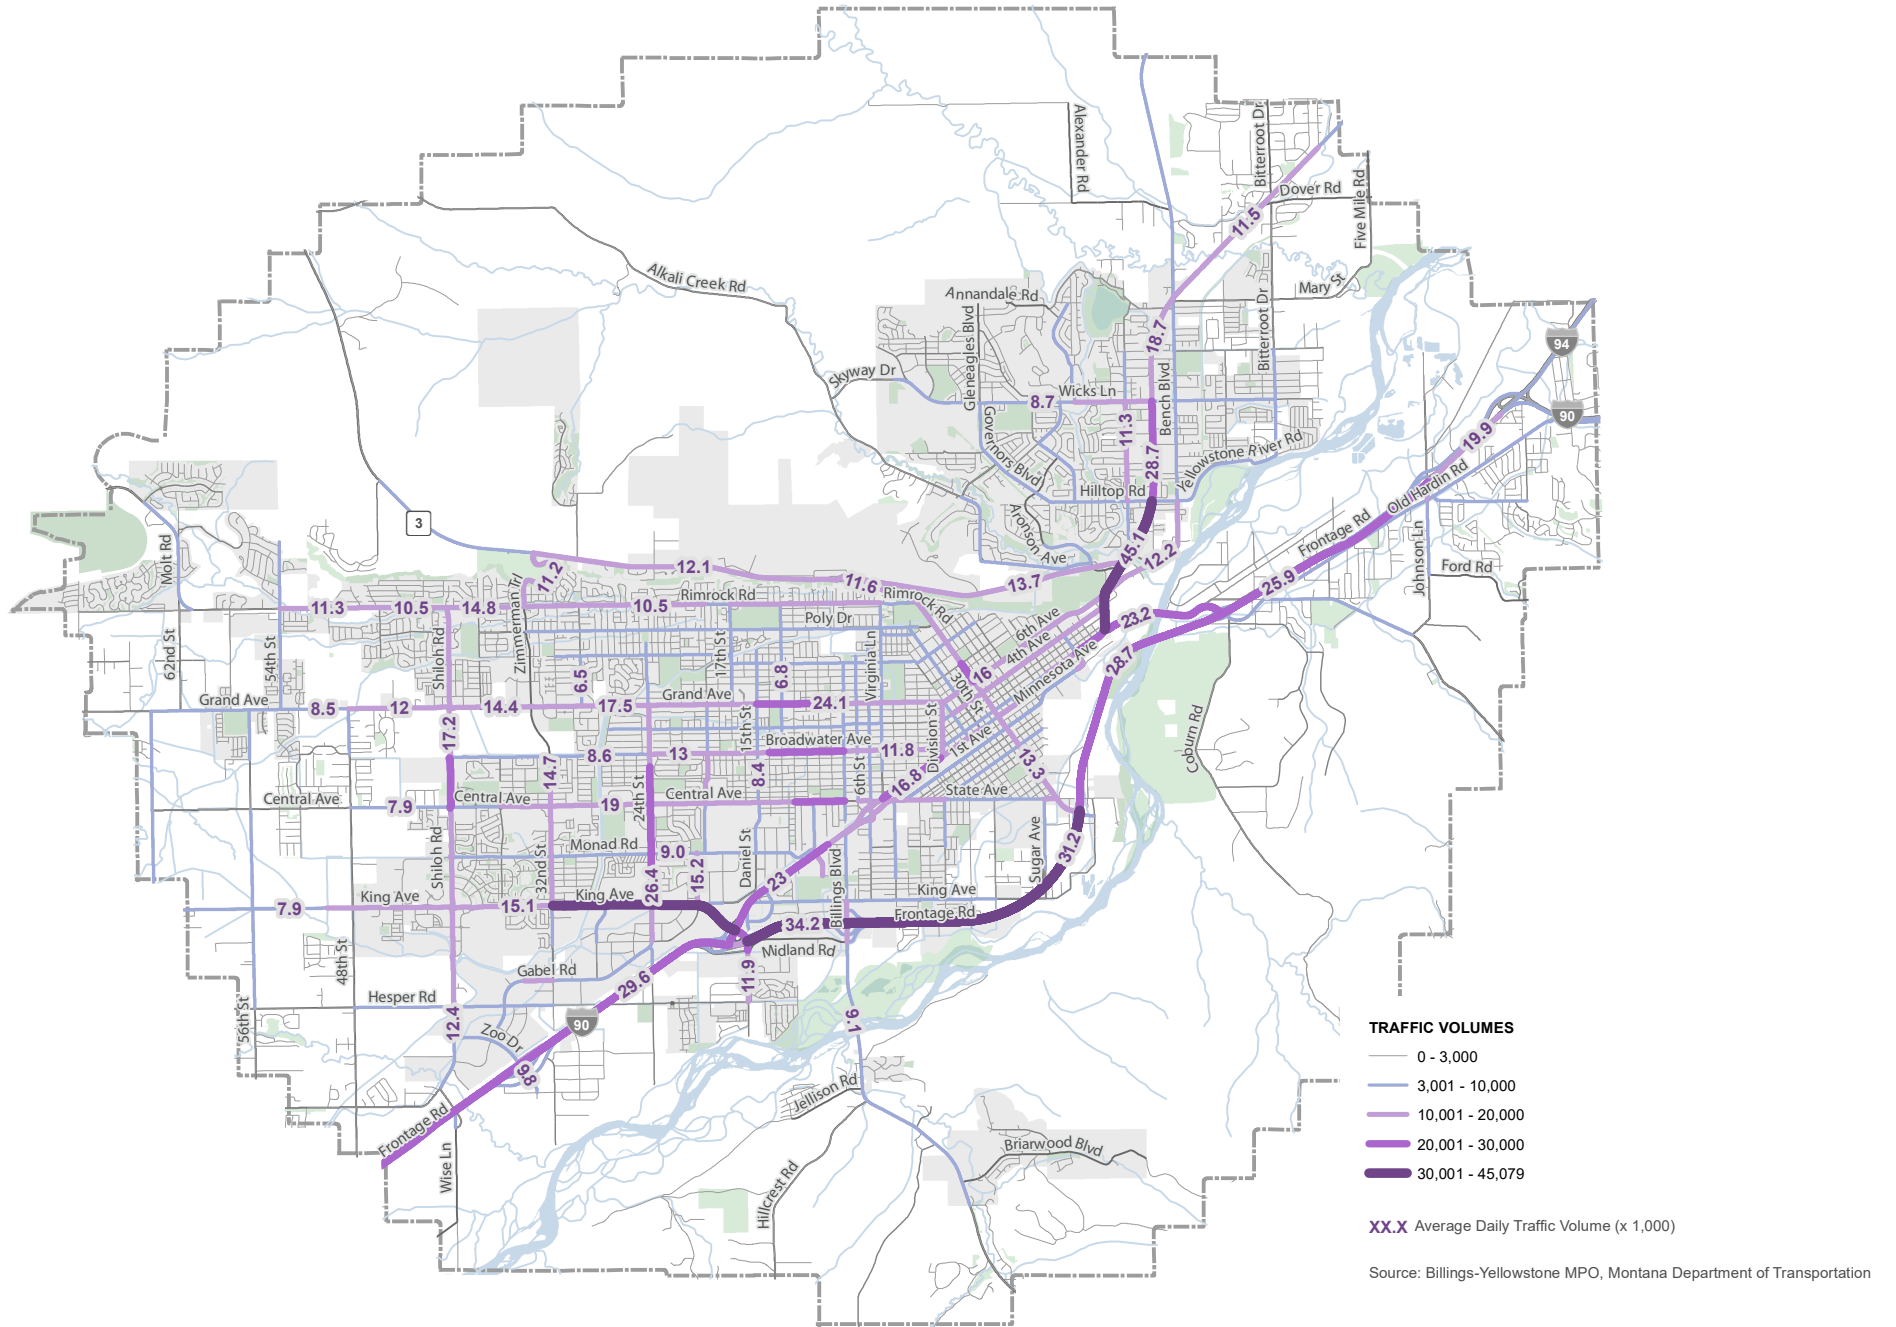 Alexander Rd
Bitterroot Dr
Dover Rd
Five Mile Rd
11.5
Alkali Creek Rd
Annandale Rd
Mary St
Gleneagles Blvd
Bitterroot Dr
18.7
94
Skyway Dr
Wicks Ln
8.7
Bench Blvd
90
11.3
19.9
Governors Blvd
Yellowstone River Rd
28.7
Old Hardin Rd
Hilltop Rd
3
Aronson Ave
Frontage Rd
Molt Rd
45.1
12.2
Johnson Ln
Ford Rd
11.2
12.1
11.6
13.7
25.9
Zimmerman Trl
Rimrock Rd
Rimrock Rd
11.3
10.5
14.8
10.5
Poly Dr
6th Ave
4th Ave
23.2
62nd St
54th St
Shiloh Rd
17th St
Virginia Ln
Minnesota Ave
28.7
6.5
6.8
16
30th St
Grand Ave
Grand Ave
8.5
12
14.4
17.5
24.1
17.2
15th St
Division St
Coburn Rd
Broadwater Ave
1st Ave
8.6
13
11.8
13.3
14.7
8.4
6th St
16.8
24th St
Central Ave
Central Ave
Central Ave
State Ave
7.9
19
31.2
Monad Rd
9.0
Sugar Ave
Shiloh Rd
32nd St
15.2
Daniel St
Billings Blvd
26.4
23
King Ave
King Ave
King Ave
7.9
15.1
Frontage Rd
34.2
48th St
Midland Rd
Gabel Rd
11.9
29.6
Hesper Rd
56th St
12.4
90
9.1
Zoo Dr
9.8
Jellison Rd
Frontage Rd
Wise Ln
Briarwood Blvd
Hillcrest Rd
TRAFFIC VOLUMES
0 - 3,000
3,001 - 10,000
10,001 - 20,000
20,001 - 30,000
30,001 - 45,079
XX.X Average Daily Traffic Volume (x 1,000)
Source: Billings-Yellowstone MPO, Montana Department of Transportation